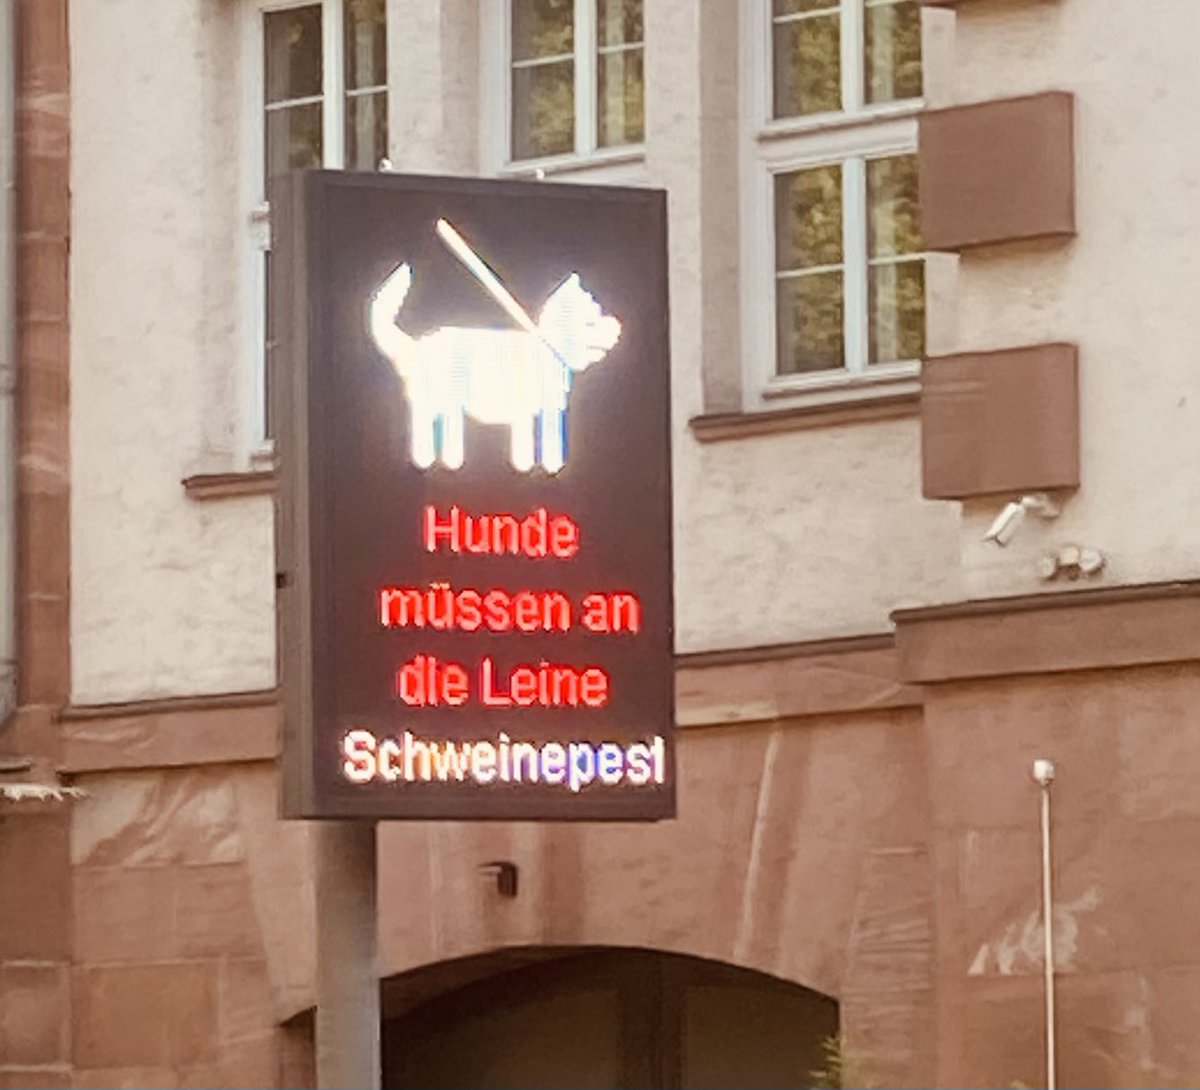 Hunde
müssen an
die Leine
Schweinepest